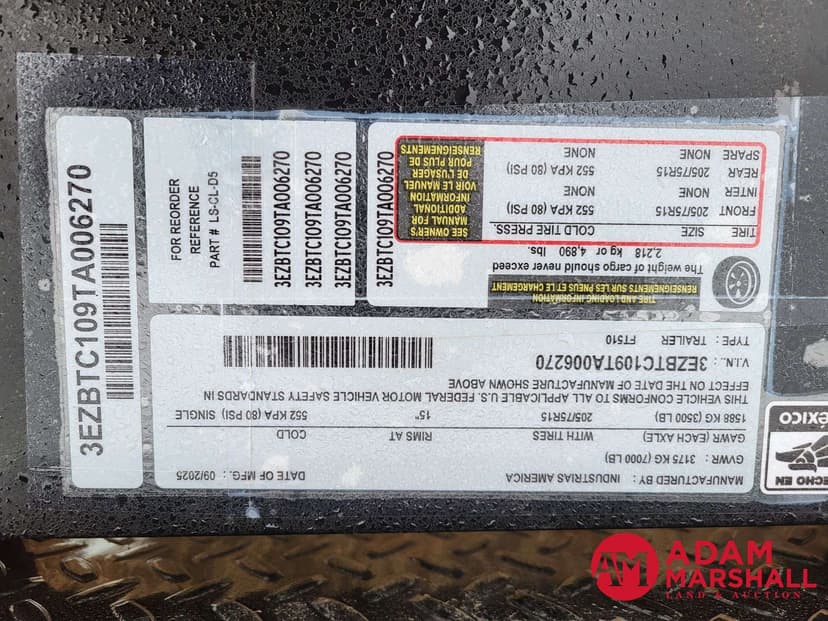 MANUFACTURED BY : INDUSTRIAS AMERICA
DATE OF MFG. : 09/2025
GVWR : 3175 KG (7000 LB)
GAWR (EACH AXLE) WITH TIRES RIMS AT COLD
1588 KG (3500 LB) 205/75R15 15" 552 KPA (80 PSI) SINGLE
THIS VEHICLE CONFORMS TO ALL APPLICABLE U.S. FEDERAL MOTOR VEHICLE SAFETY STANDARDS IN
EFFECT ON THE DATE OF MANUFACTURE SHOWN ABOVE
V.I.N.: 3EZBTC109TA006270
TYPE : TRAILER FT510
TIRE AND LOADING INFORMATION
RENSEIGNEMENTS SUR LES PNEUS ET LE CHARGEMENT
The weight of cargo should never exceed
2,218 kg or 4,890 lbs.
TIRE SIZE COLD TIRE PRESS.
FRONT 205/75R15 552 KPA (80 PSI)
INTER NONE NONE
REAR 205/75R15 552 KPA (80 PSI)
SPARE NONE NONE
SEE OWNER'S
MANUAL FOR
ADDITIONAL
INFORMATION
VOIR LE MANUEL
DE L'USAGER
POUR PLUS DE
RENSEIGNEMENTS
3EZBTC109TA006270
3EZBTC109TA006270
3EZBTC109TA006270
3EZBTC109TA006270
FOR REORDER
REFERENCE
PART # LS-CL-D5
3EZBTC109TA006270
HECHO EN
México
AM
ADAM
MARSHALL
LAND & AUCTION